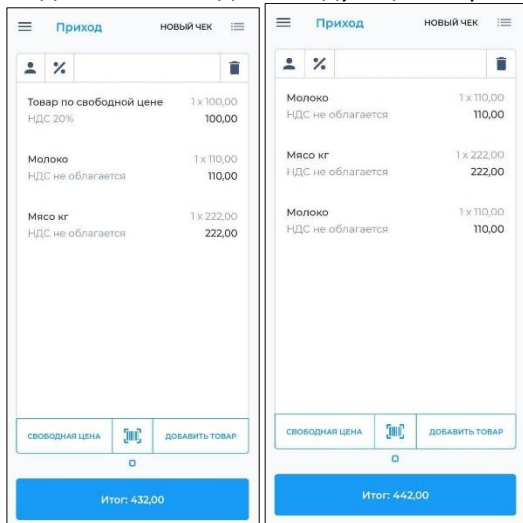 Приход НОВЫЙ ЧЕК
Товар по свободной цене 1 x 100,00
НДС 20% 100,00
Молоко 1 x 110,00
НДС не облагается 110,00
Мясо кг 1 x 222,00
НДС не облагается 222,00
СВОБОДНАЯ ЦЕНА ДОБАВИТЬ ТОВАР
Итог: 432,00
Приход НОВЫЙ ЧЕК
Молоко 1 x 110,00
НДС не облагается 110,00
Мясо кг 1 x 222,00
НДС не облагается 222,00
Молоко 1 x 110,00
НДС не облагается 110,00
СВОБОДНАЯ ЦЕНА ДОБАВИТЬ ТОВАР
Итог: 442,00